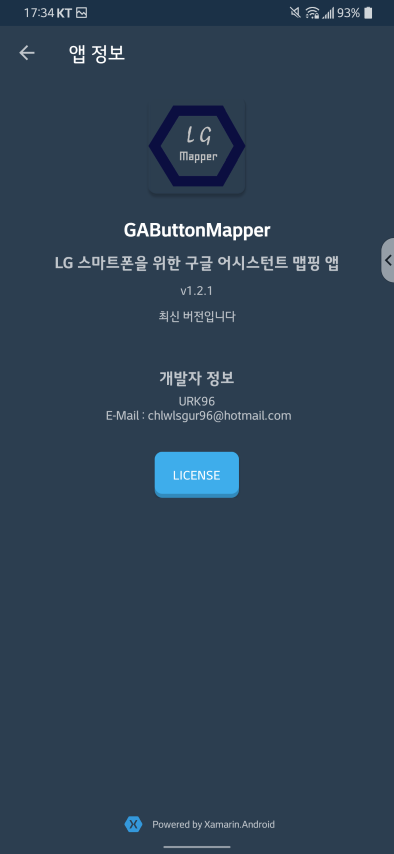 17:34 KT 93%
앱 정보
LG
Mapper
GAButtonMapper
LG 스마트폰을 위한 구글 어시스턴트 맵핑 앱
v1.2.1
최신 버전입니다
개발자 정보
URK96
E-Mail : chlwlsgur96@hotmail.com
LICENSE
Powered by Xamarin.Android